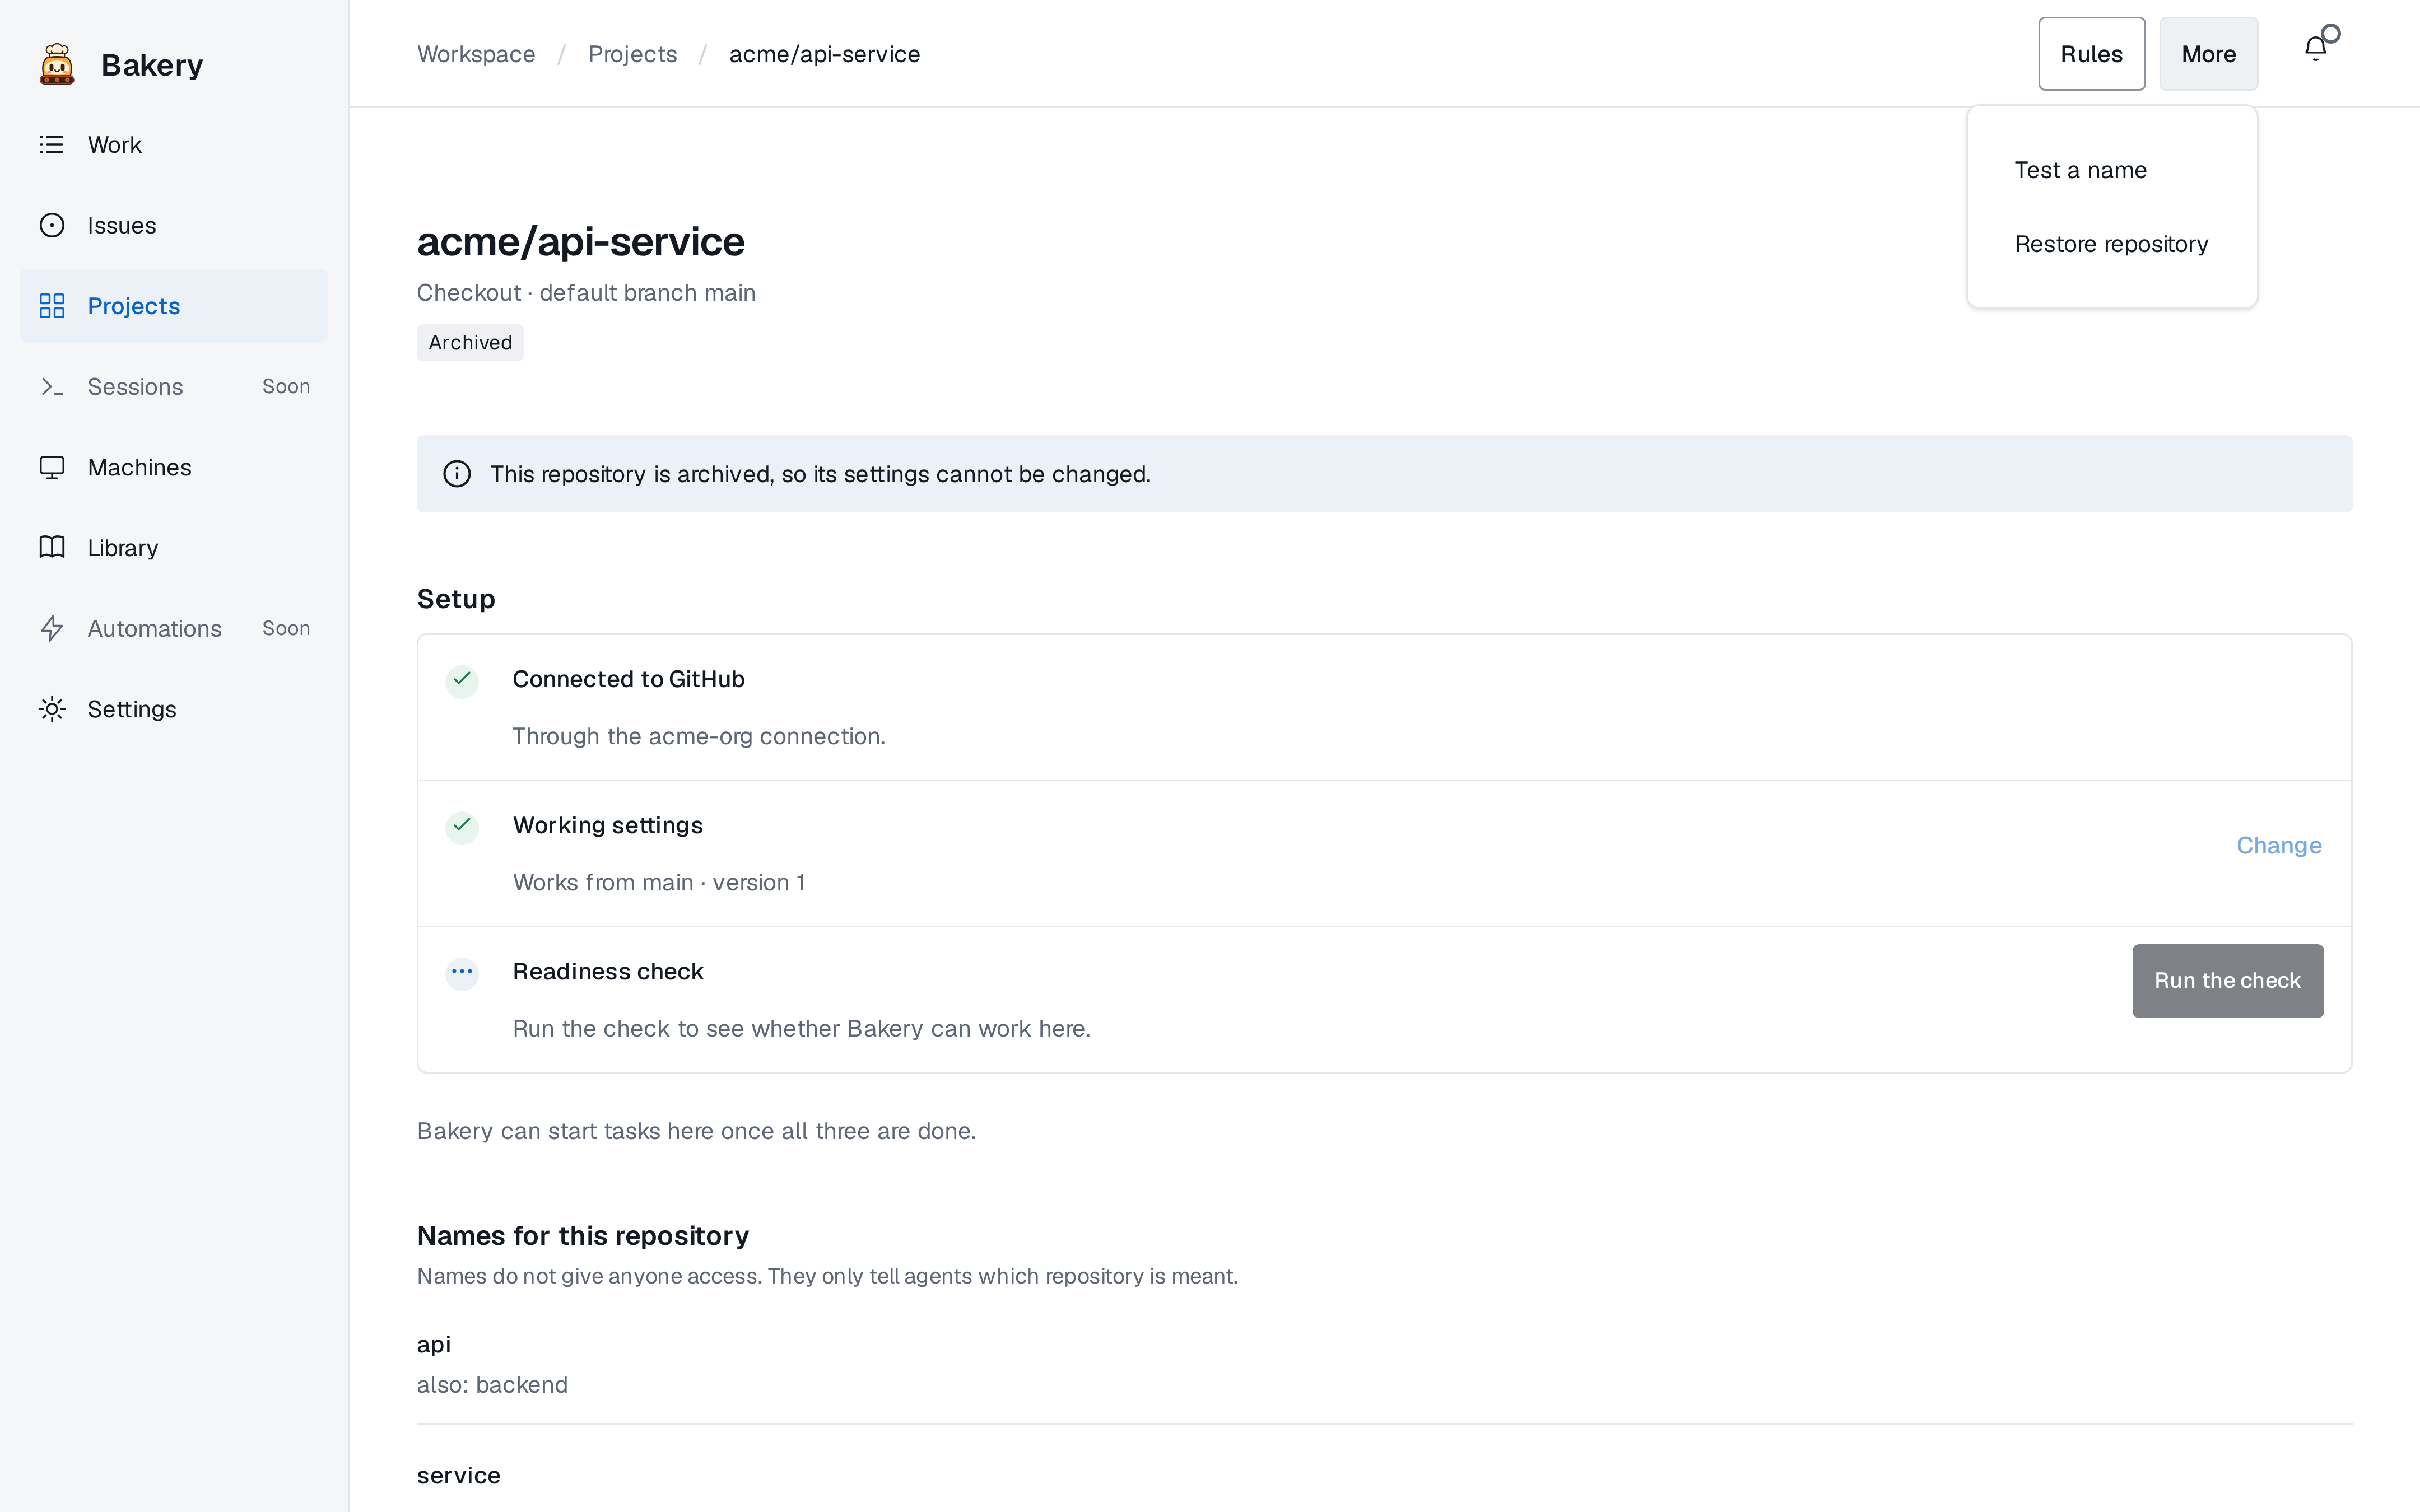 Bakery
Work
Issues
Projects
Sessions Soon
Machines
Library
Automations Soon
Settings
Workspace / Projects / acme/api-service
Rules
More
Test a name
Restore repository
acme/api-service
Checkout · default branch main
Archived
This repository is archived, so its settings cannot be changed.
Setup
Connected to GitHub
Through the acme-org connection.
Working settings
Works from main · version 1
Change
Readiness check
Run the check to see whether Bakery can work here.
Run the check
Bakery can start tasks here once all three are done.
Names for this repository
Names do not give anyone access. They only tell agents which repository is meant.
api
also: backend
service